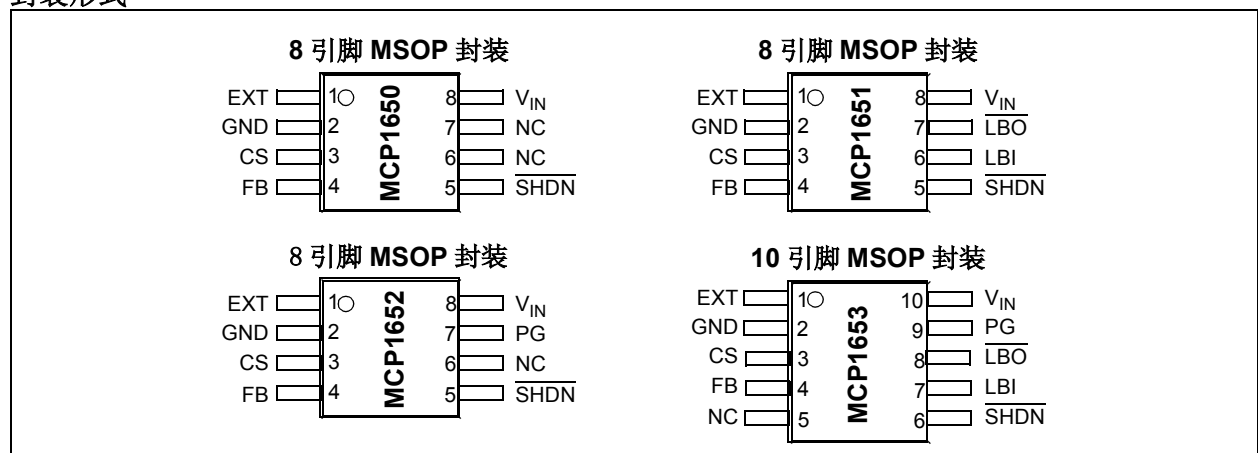 封装形式
8 引脚 MSOP 封装
EXT 1 MCP1650 8 VIN
GND 2 7 NC
CS 3 6 NC
FB 4 5 SHDN
8 引脚 MSOP 封装
EXT 1 MCP1651 8 VIN
GND 2 7 LBO
CS 3 6 LBI
FB 4 5 SHDN
8 引脚 MSOP 封装
EXT 1 MCP1652 8 VIN
GND 2 7 PG
CS 3 6 NC
FB 4 5 SHDN
10 引脚 MSOP 封装
EXT 1 MCP1653 10 VIN
GND 2 9 PG
CS 3 8 LBO
FB 4 7 LBI
NC 5 6 SHDN